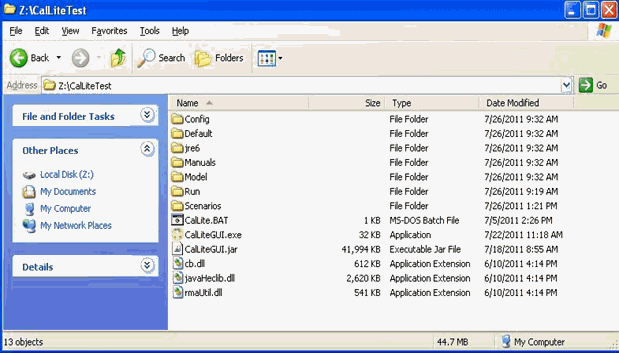 Z:\CalLiteTest
File Edit View Favorites Tools Help
Back Search Folders
Address Z:\CalLiteTest Go
File and Folder Tasks
Other Places
Local Disk (Z:)
My Documents
My Computer
My Network Places
Details
Name Size Type Date Modified
Config File Folder 7/26/2011 9:32 AM
Default File Folder 7/26/2011 9:32 AM
jre6 File Folder 7/26/2011 9:32 AM
Manuals File Folder 7/26/2011 9:32 AM
Model File Folder 7/26/2011 9:32 AM
Run File Folder 7/26/2011 9:19 AM
Scenarios File Folder 7/26/2011 1:21 PM
CalLite.BAT 1 KB MS-DOS Batch File 7/5/2011 2:26 PM
CalLiteGUI.exe 32 KB Application 7/22/2011 11:18 AM
CalLiteGUI.jar 41,994 KB Executable Jar File 7/18/2011 8:55 AM
cb.dll 612 KB Application Extension 6/10/2011 4:14 PM
javaHeclib.dll 2,620 KB Application Extension 6/10/2011 4:14 PM
rmaUtil.dll 541 KB Application Extension 6/10/2011 4:14 PM
13 objects 44.7 MB My Computer